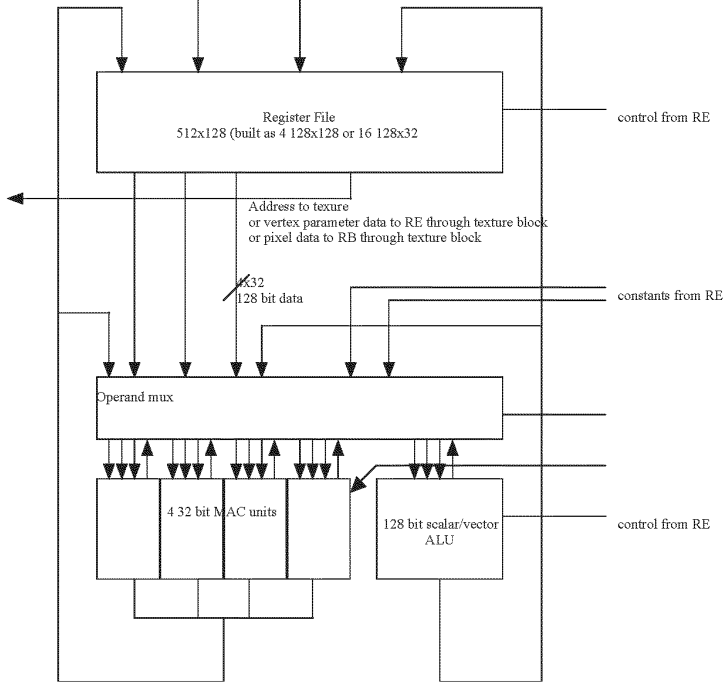 Register File
512x128 (built as 4 128x128 or 16 128x32
control from RE
Address to texure
or vertex parameter data to RE through texture block
or pixel data to RB through texture block
4x32
128 bit data
constants from RE
Operand mux
4 32 bit MAC units
128 bit scalar/vector
ALU
control from RE